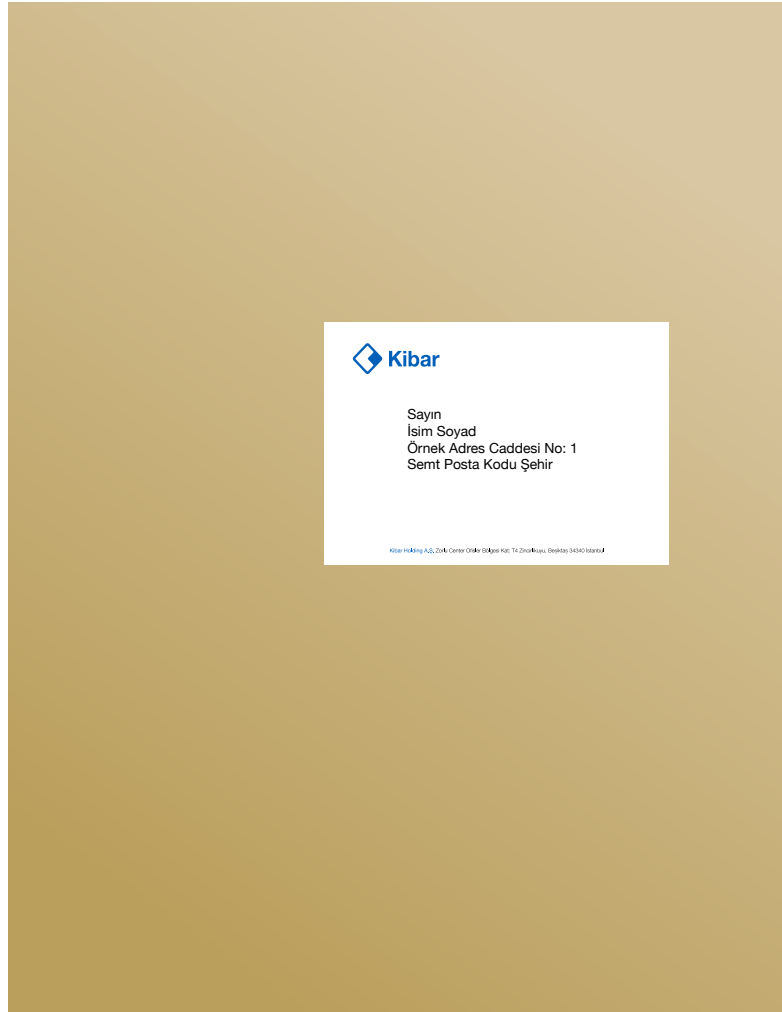 Kibar
Sayın
İsim Soyad
Örnek Adres Caddesi No: 1
Semt Posta Kodu Şehir
Kibar Holding A.Ş. Zorlu Center Ofisler Bölgesi Kat: T4 Zincirlikuyu, Beşiktaş 34340 İstanbul